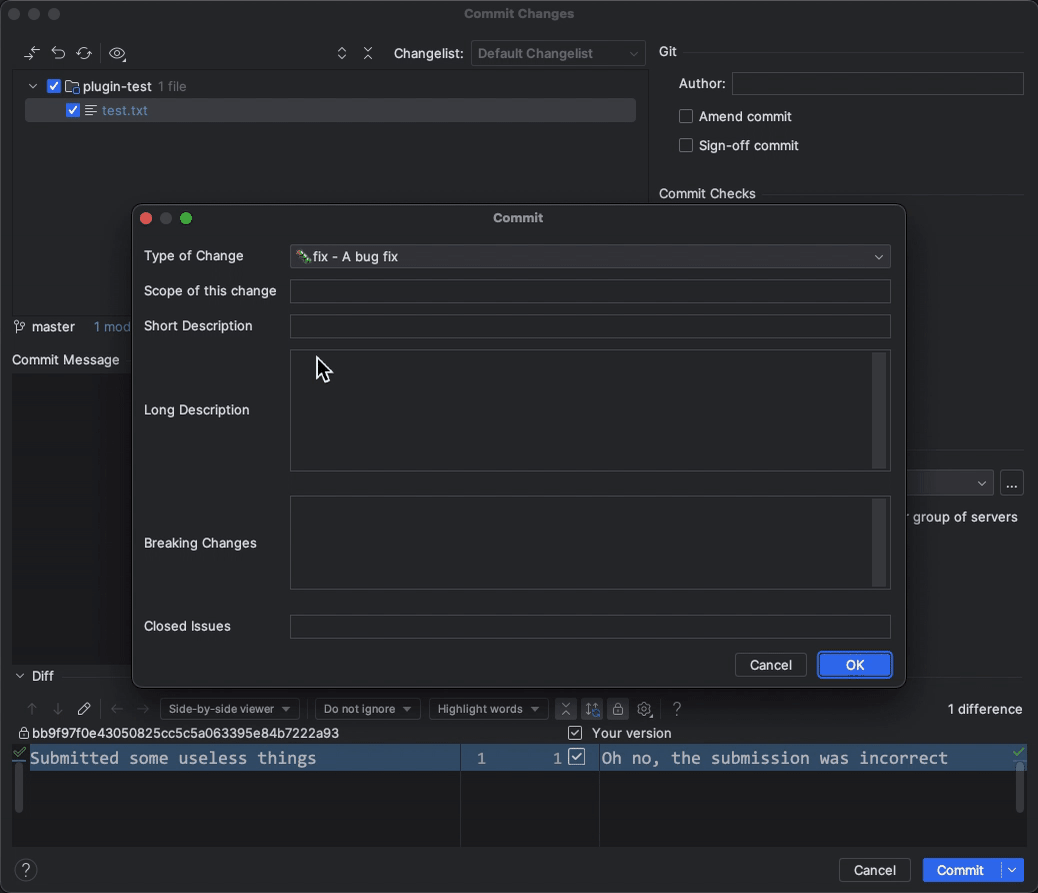 Commit Changes
Changelist: Default Changelist
Git
plugin-test 1 file
test.txt
Author:
Amend commit
Sign-off commit
Commit Checks
Commit
Type of Change
fix - A bug fix
Scope of this change
Short Description
Long Description
Breaking Changes
Closed Issues
Cancel
OK
master 1 mod
Commit Message
...
group of servers
Diff
Side-by-side viewer
Do not ignore
Highlight words
?
1 difference
bb9f97f0e43050825cc5c5a063395e84b7222a93
Your version
Submitted some useless things 1
1 Oh no, the submission was incorrect
?
Cancel
Commit